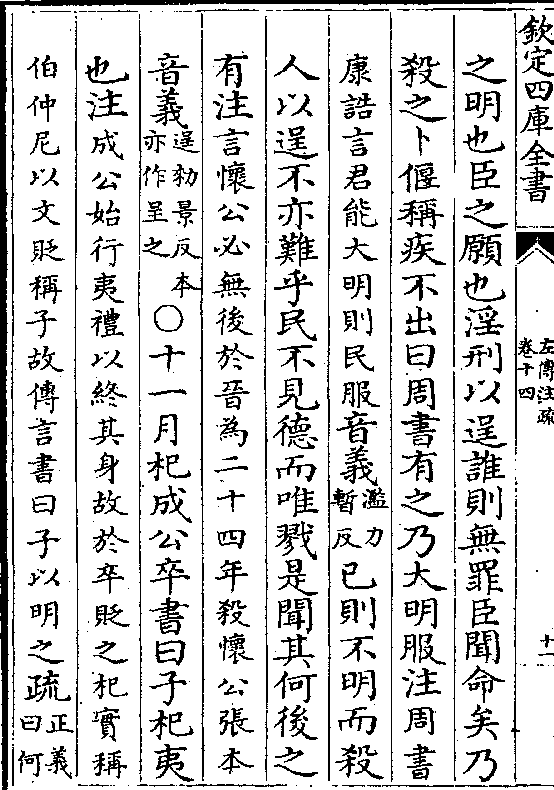 欽定四庫全書
左傳注疏
卷十四
十一
之明也臣之願也淫刑以逞誰則無罪臣聞命矣乃
殺之卜偃稱疾不出曰周書有之乃大明服注周書
康誥言君能大明則民服音義濫力暫反已則不明而殺
人以逞不亦難乎民不見德而唯戮是聞其何後之
有注言懷公必無後於晉為二十四年殺懷公張本
音義逞勑景反本亦作呈之〇十一月杞成公卒書曰子杞夷
也注成公始行夷禮以終其身故於卒貶之杞實稱
伯仲尼以文貶稱子故傳言書曰子以明之疏正義曰何